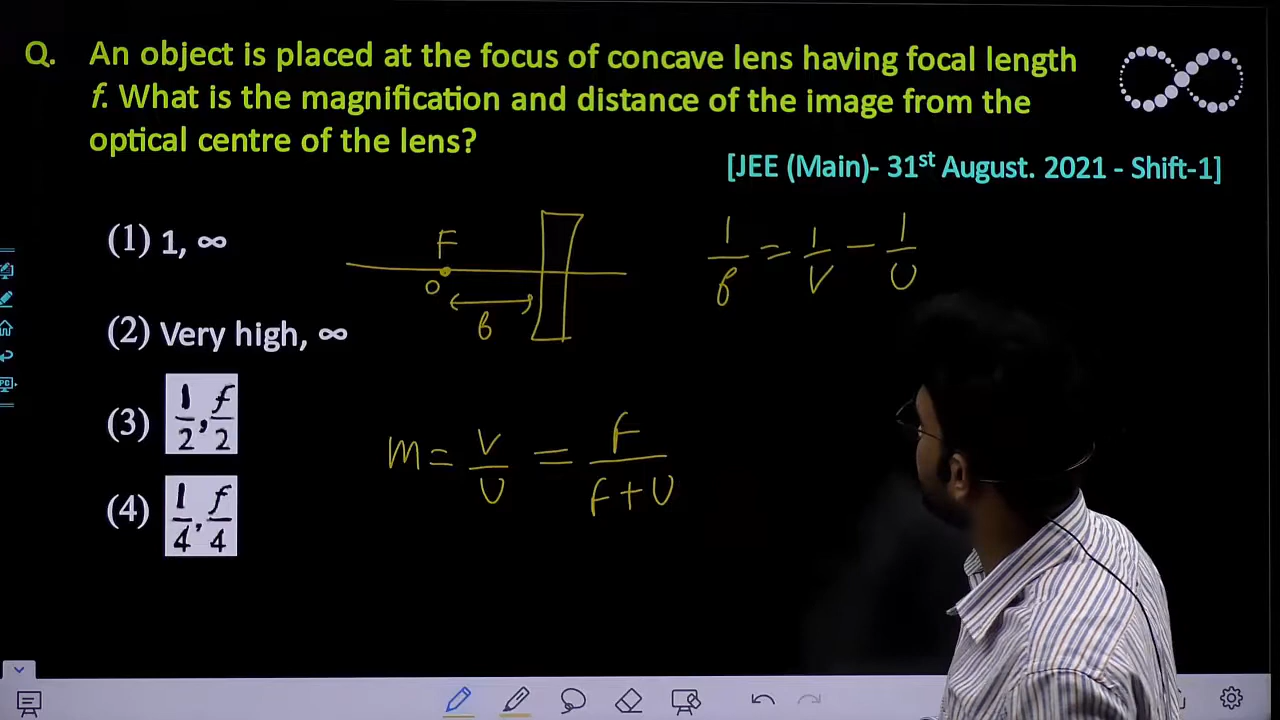 Q. An object is placed at the focus of concave lens having focal length
f. What is the magnification and distance of the image from the
optical centre of the lens?
[JEE (Main)- 31st August. 2021 - Shift-1]
(1) 1, ∞
(2) Very high, ∞
(3) 1/2, f/2
(4) 1/4, f/4
F
O
f
1/f = 1/v - 1/u
m = v/u = F/(F+U)
PC